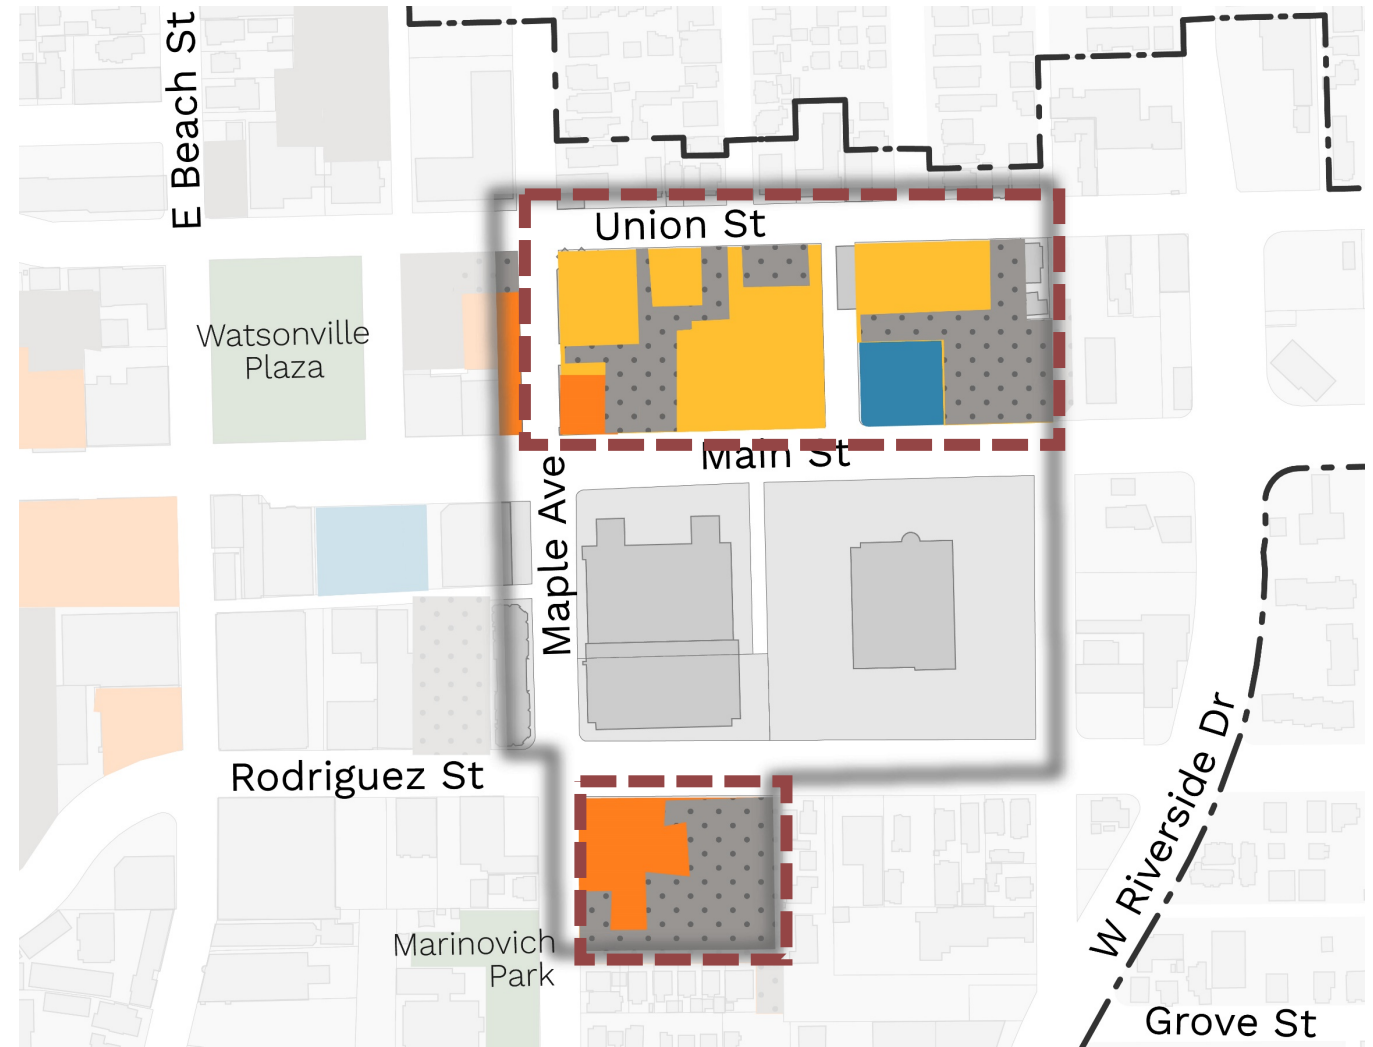 E Beach St
Union St
Watsonville
Plaza
Main St
Maple Ave
Rodriguez St
W Riverside Dr
Marinovich
Park
Grove St